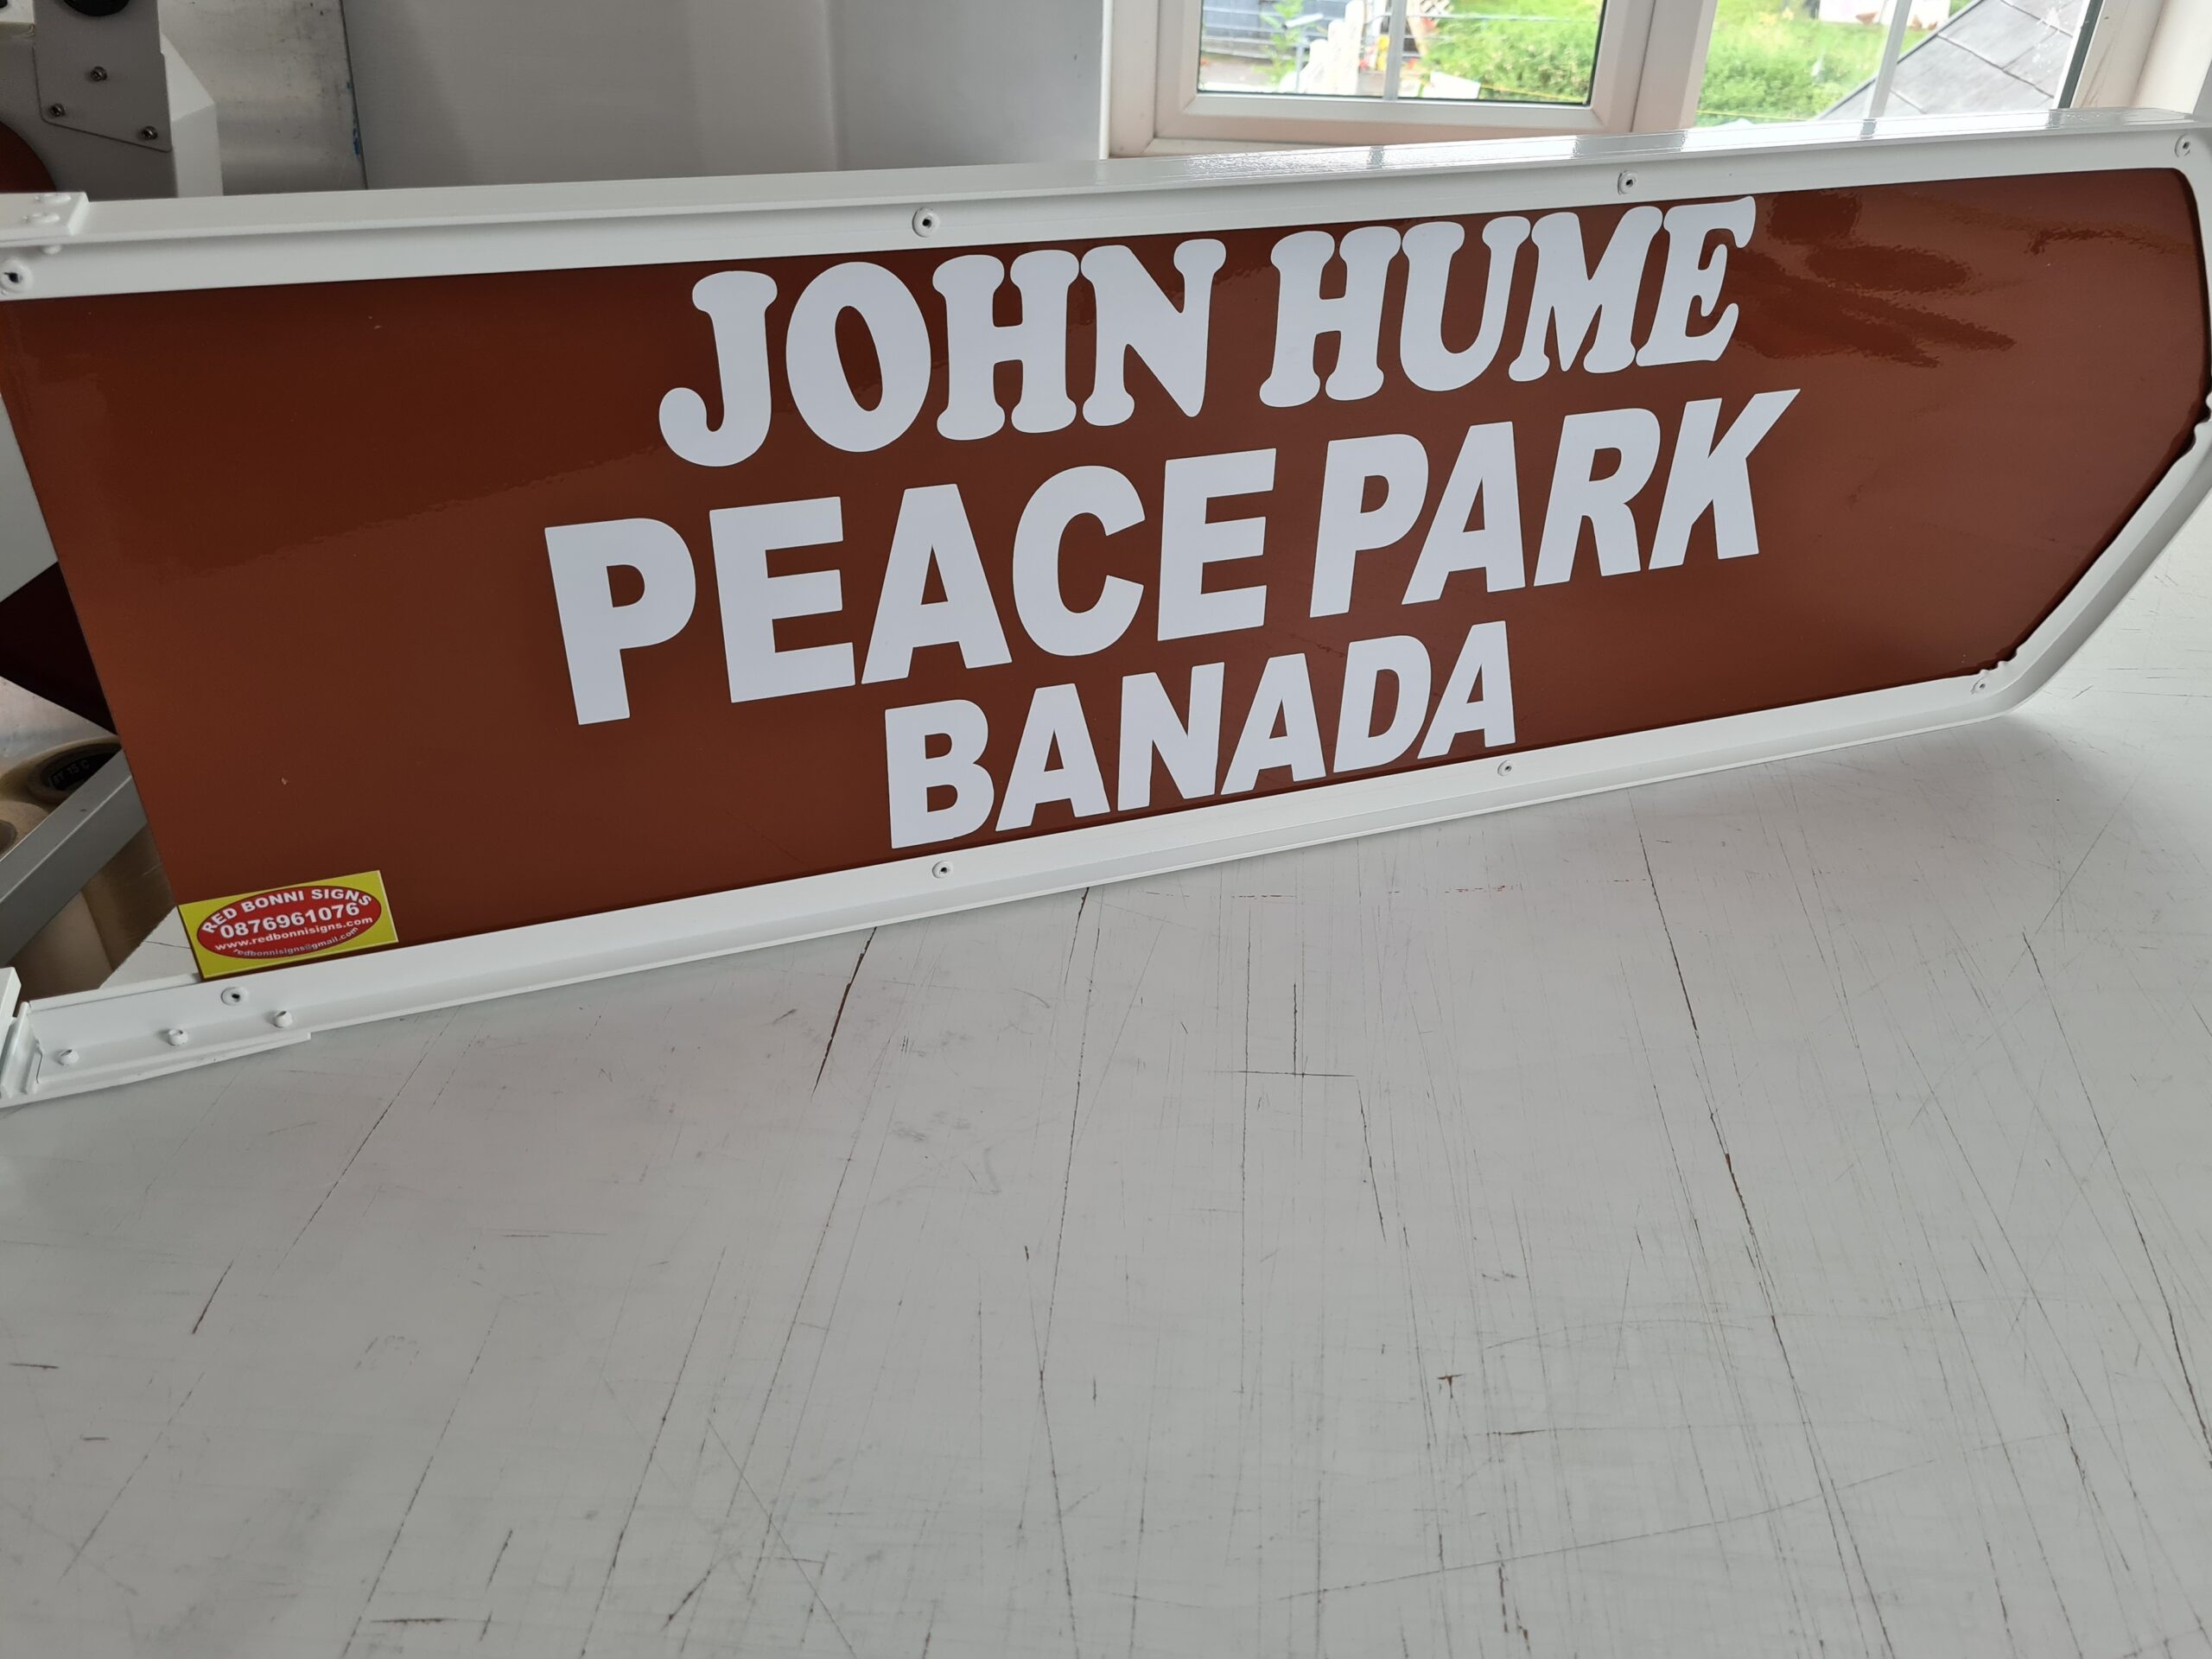 JOHN HUME
PEACE PARK
BANADA
RED BONNI SIGNS
0876961076
www.redbonnisigns.com
redbonnisigns@gmail.com